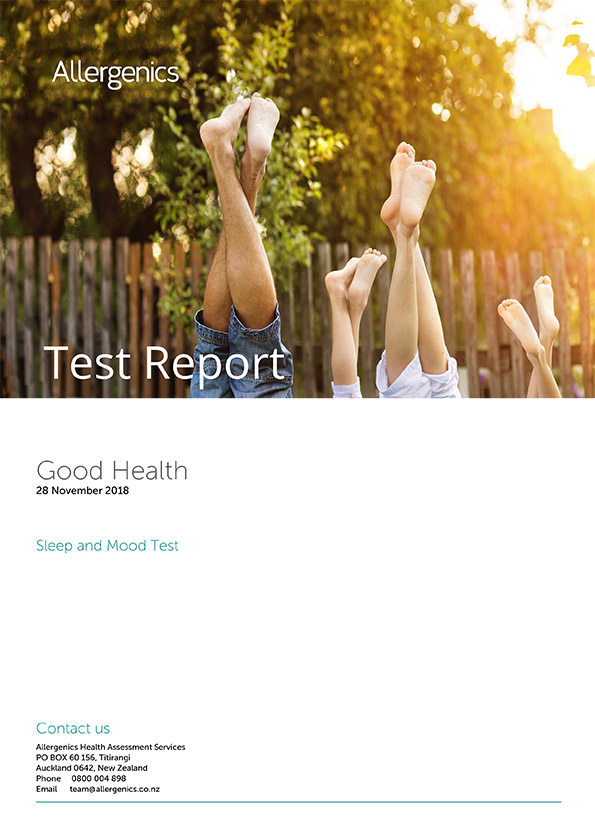 Allergenics
Test Report
Good Health
28 November 2018
Sleep and Mood Test
Contact us
Allergenics Health Assessment Services
PO BOX 60 156, Titirangi
Auckland 0642, New Zealand
Phone 0800 004 898
Email team@allergenics.co.nz